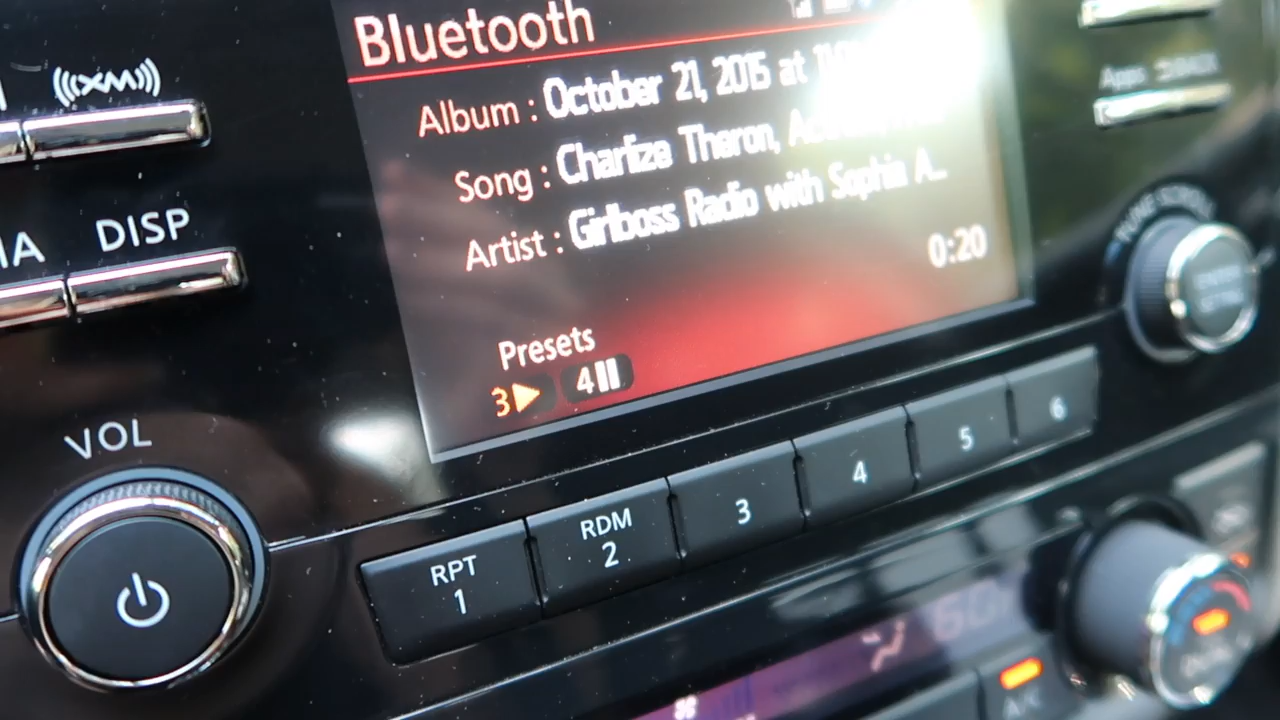 Bluetooth
(((XM)))
Album : October 21, 2015 at
Song : Charlize Theron,
Artist : Girlboss Radio with Sophia A...
DISP
0:20
Presets
3 4
VOL
RPT 1
RDM 2
3
4
5
6
A/C